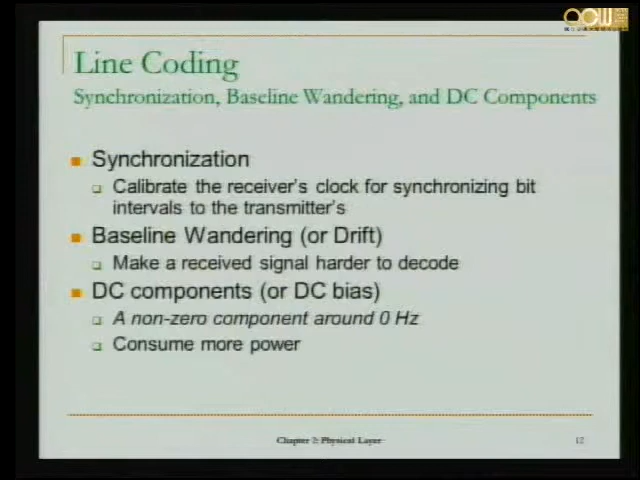 Line Coding
Synchronization, Baseline Wandering, and DC Components
Synchronization
Calibrate the receiver's clock for synchronizing bit
intervals to the transmitter's
Baseline Wandering (or Drift)
Make a received signal harder to decode
DC components (or DC bias)
A non-zero component around 0 Hz
Consume more power
Chapter 2: Physical Layer
12